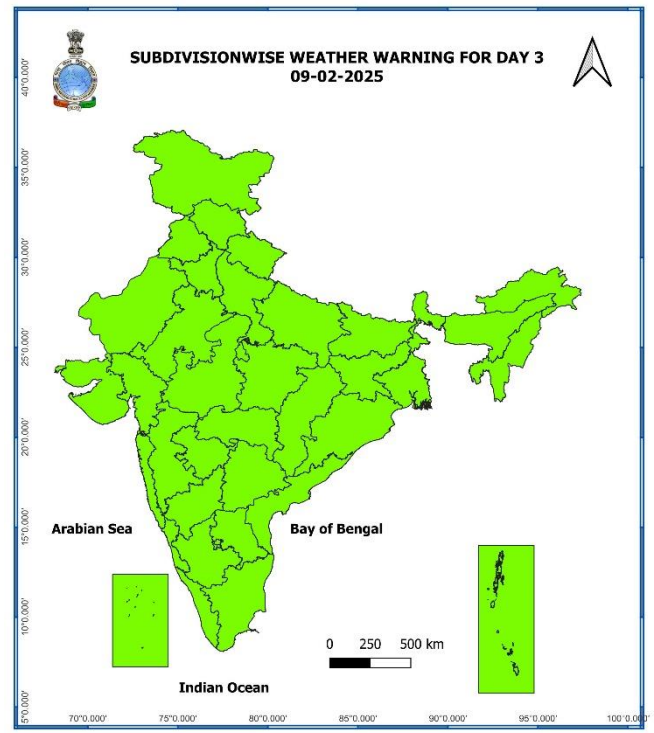 SUBDIVISIONWISE WEATHER WARNING FOR DAY 3
09-02-2025
40°0.000'
35°0.000'
30°0.000'
25°0.000'
20°0.000'
15°0.000'
10°0.000'
5°0.000'
Arabian Sea
Bay of Bengal
0 250 500 km
Indian Ocean
70°0.000' 75°0.000' 80°0.000' 85°0.000' 90°0.000' 95°0.000' 100°0.000'